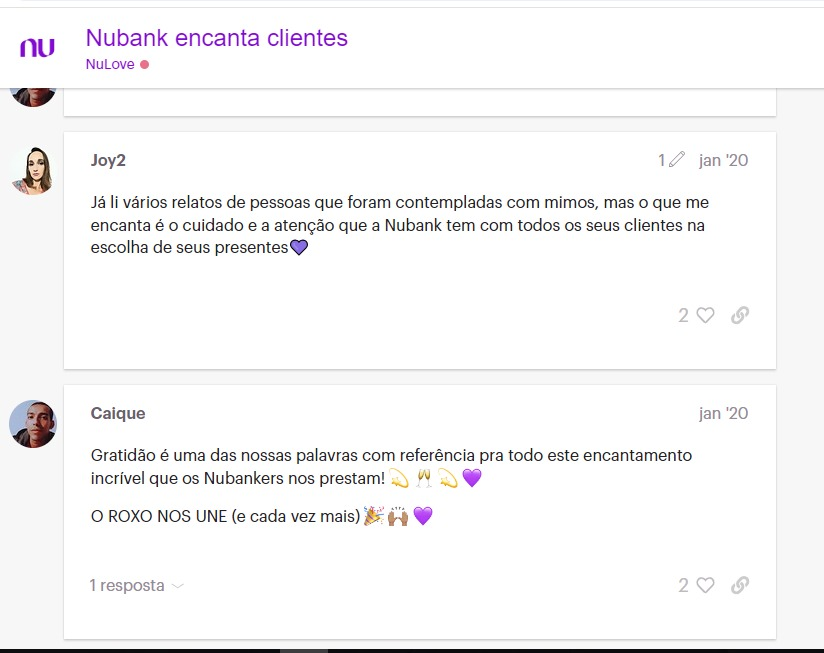 nu
Nubank encanta clientes
NuLove
Joy2
1 jan '20
Já li vários relatos de pessoas que foram contempladas com mimos, mas o que me
encanta é o cuidado e a atenção que a Nubank tem com todos os seus clientes na
escolha de seus presentes💜
2
Caique
jan '20
Gratidão é uma das nossas palavras com referência pra todo este encantamento
incrível que os Nubankers nos prestam! 💫 🥂 💫 💜
O ROXO NOS UNE (e cada vez mais) 🎉 🙌🏽 💜
1 resposta
2